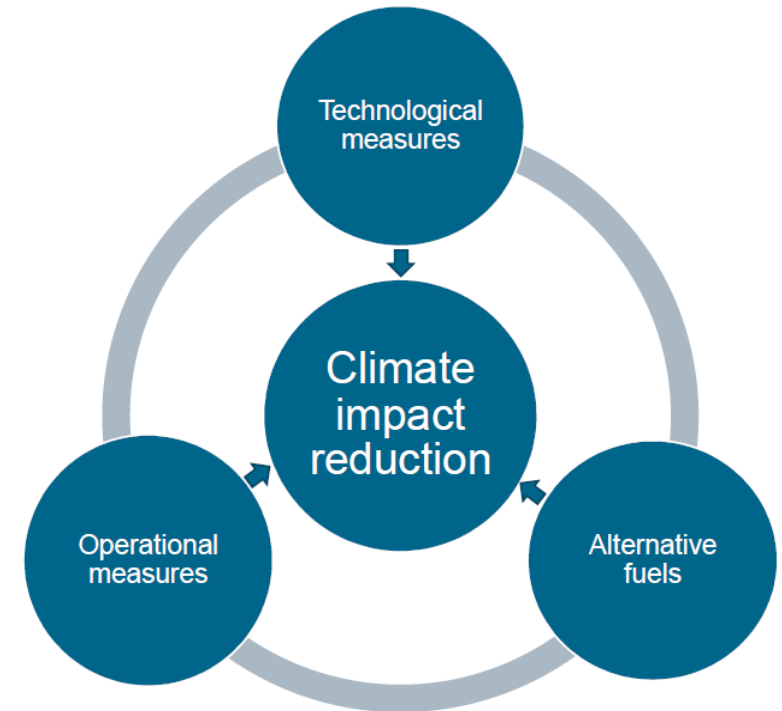 Technological
measures
Climate
impact
reduction
Operational
measures
Alternative
fuels